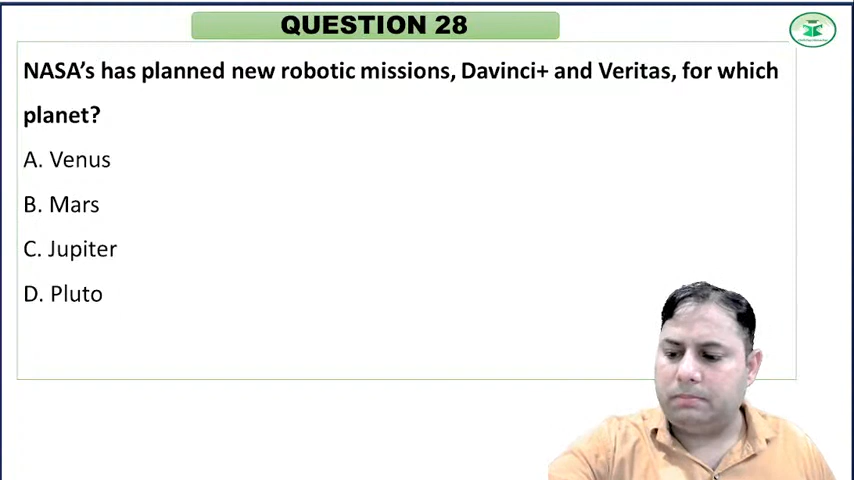 QUESTION 28
NASA's has planned new robotic missions, Davinci+ and Veritas, for which
planet?
A. Venus
B. Mars
C. Jupiter
D. Pluto